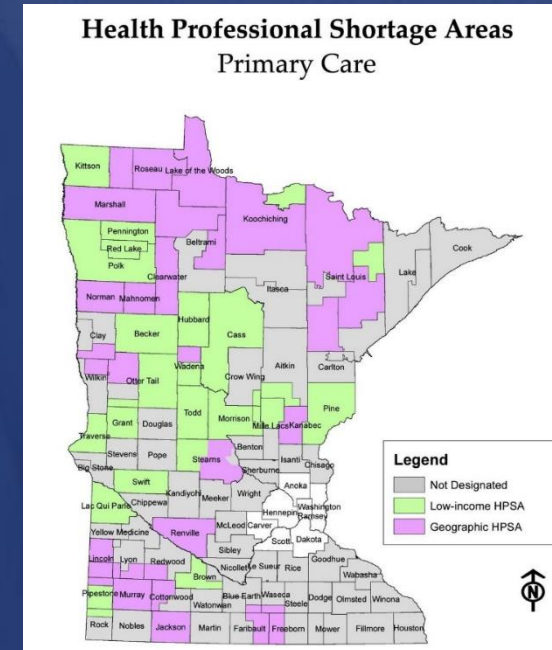 Health Professional Shortage Areas
Primary Care
Kittson
Roseau
Lake of the Woods
Marshall
Koochiching
Pennington
Red Lake
Polk
Beltrami
Clearwater
Cook
Lake
Saint Louis
Itasca
Norman
Mahnomen
Hubbard
Cass
Clay
Becker
Wadena
Aitkin
Carlton
Wilkin
Otter Tail
Crow Wing
Todd
Morrison
Mille Lacs
Kanabec
Pine
Grant
Douglas
Traverse
Stevens
Pope
Stearns
Benton
Isanti
Chisago
Big Stone
Sherburne
Swift
Anoka
Kandiyohi
Meeker
Wright
Washington
Hennepin
Ramsey
Lac Qui Parle
Chippewa
McLeod
Carver
Yellow Medicine
Renville
Scott
Dakota
Sibley
Lincoln
Lyon
Redwood
Nicollet
Le Sueur
Rice
Goodhue
Wabasha
Brown
Pipestone
Murray
Cottonwood
Watonwan
Blue Earth
Waseca
Steele
Dodge
Olmsted
Winona
Rock
Nobles
Jackson
Martin
Faribault
Freeborn
Mower
Fillmore
Houston
Legend
Not Designated
Low-income HPSA
Geographic HPSA
N